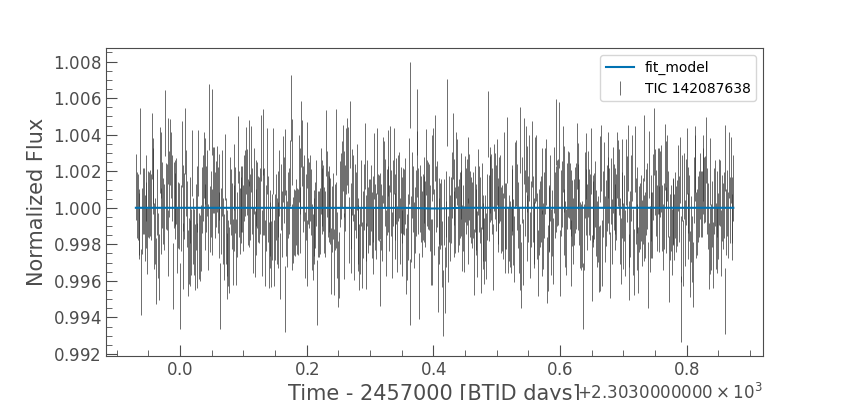 1.008
1.006
1.004
1.002
1.000
0.998
0.996
0.994
0.992
Normalized Flux
fit_model
TIC 142087638
0.0 0.2 0.4 0.6 0.8
Time - 2457000 [BTJD days]
+2.3030000000 × 10³